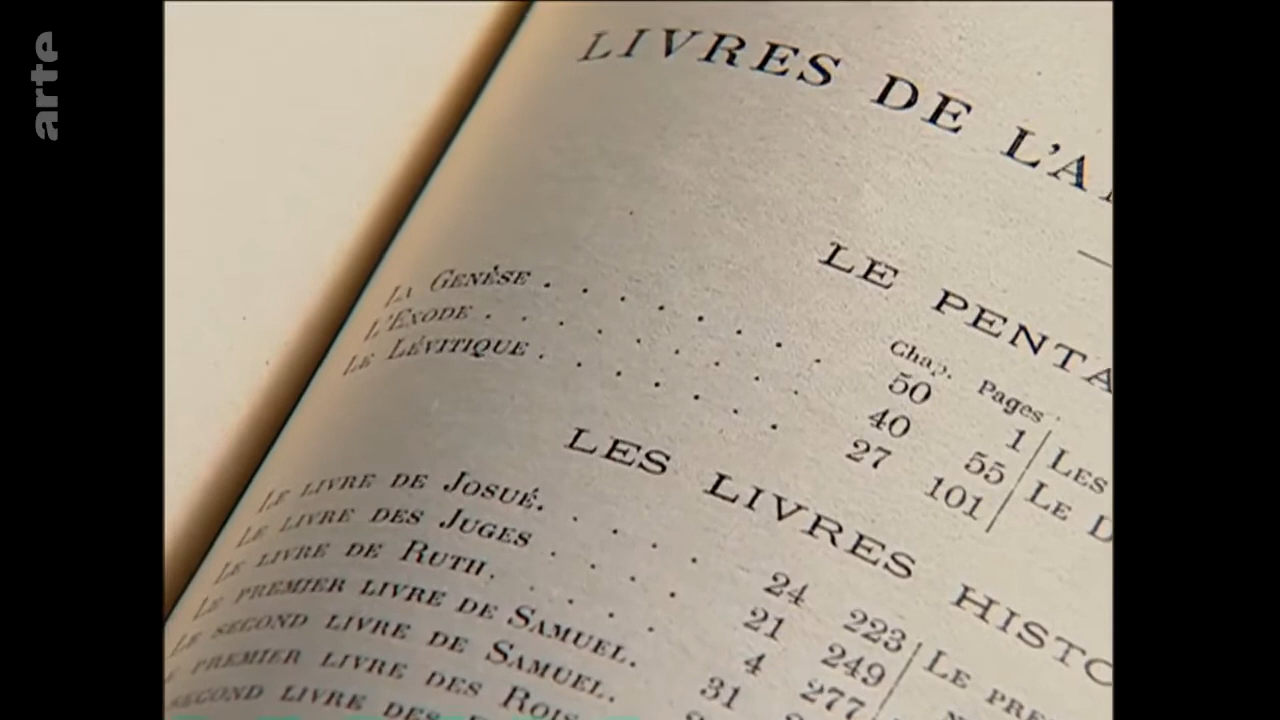 arte
LIVRES DE L'A
LE PENTA
Chap. Pages
LA GENÈSE . . . . . . . . 50 1 LES
L'EXODE . . . . . . . . 40 55 LE D
LE LÉVITIQUE . . . . . . 27 101
LES LIVRES HISTO
LE LIVRE DE JOSUÉ. . . . . 24 223 LE PRE
LE LIVRE DES JUGES . . . . 21 249
LE LIVRE DE RUTH. . . . . 4 277
LE PREMIER LIVRE DE SAMUEL. 31
LE SECOND LIVRE DE SAMUEL.
PREMIER LIVRE DES ROIS
SECOND LIVRE DES